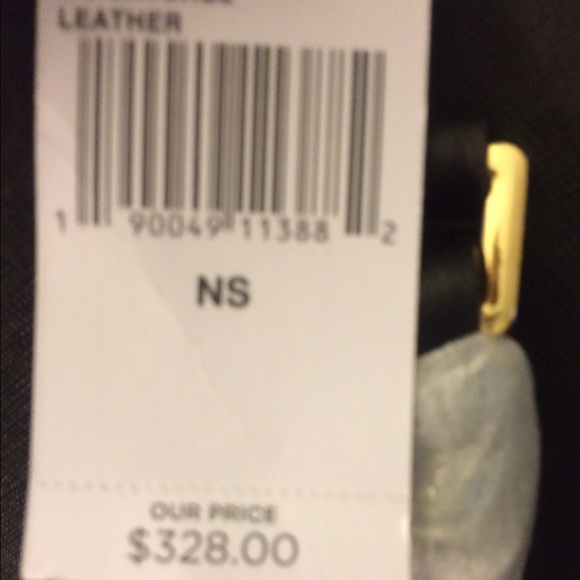 LEATHER
1 90049 11388 2
NS
OUR PRICE
$328.00